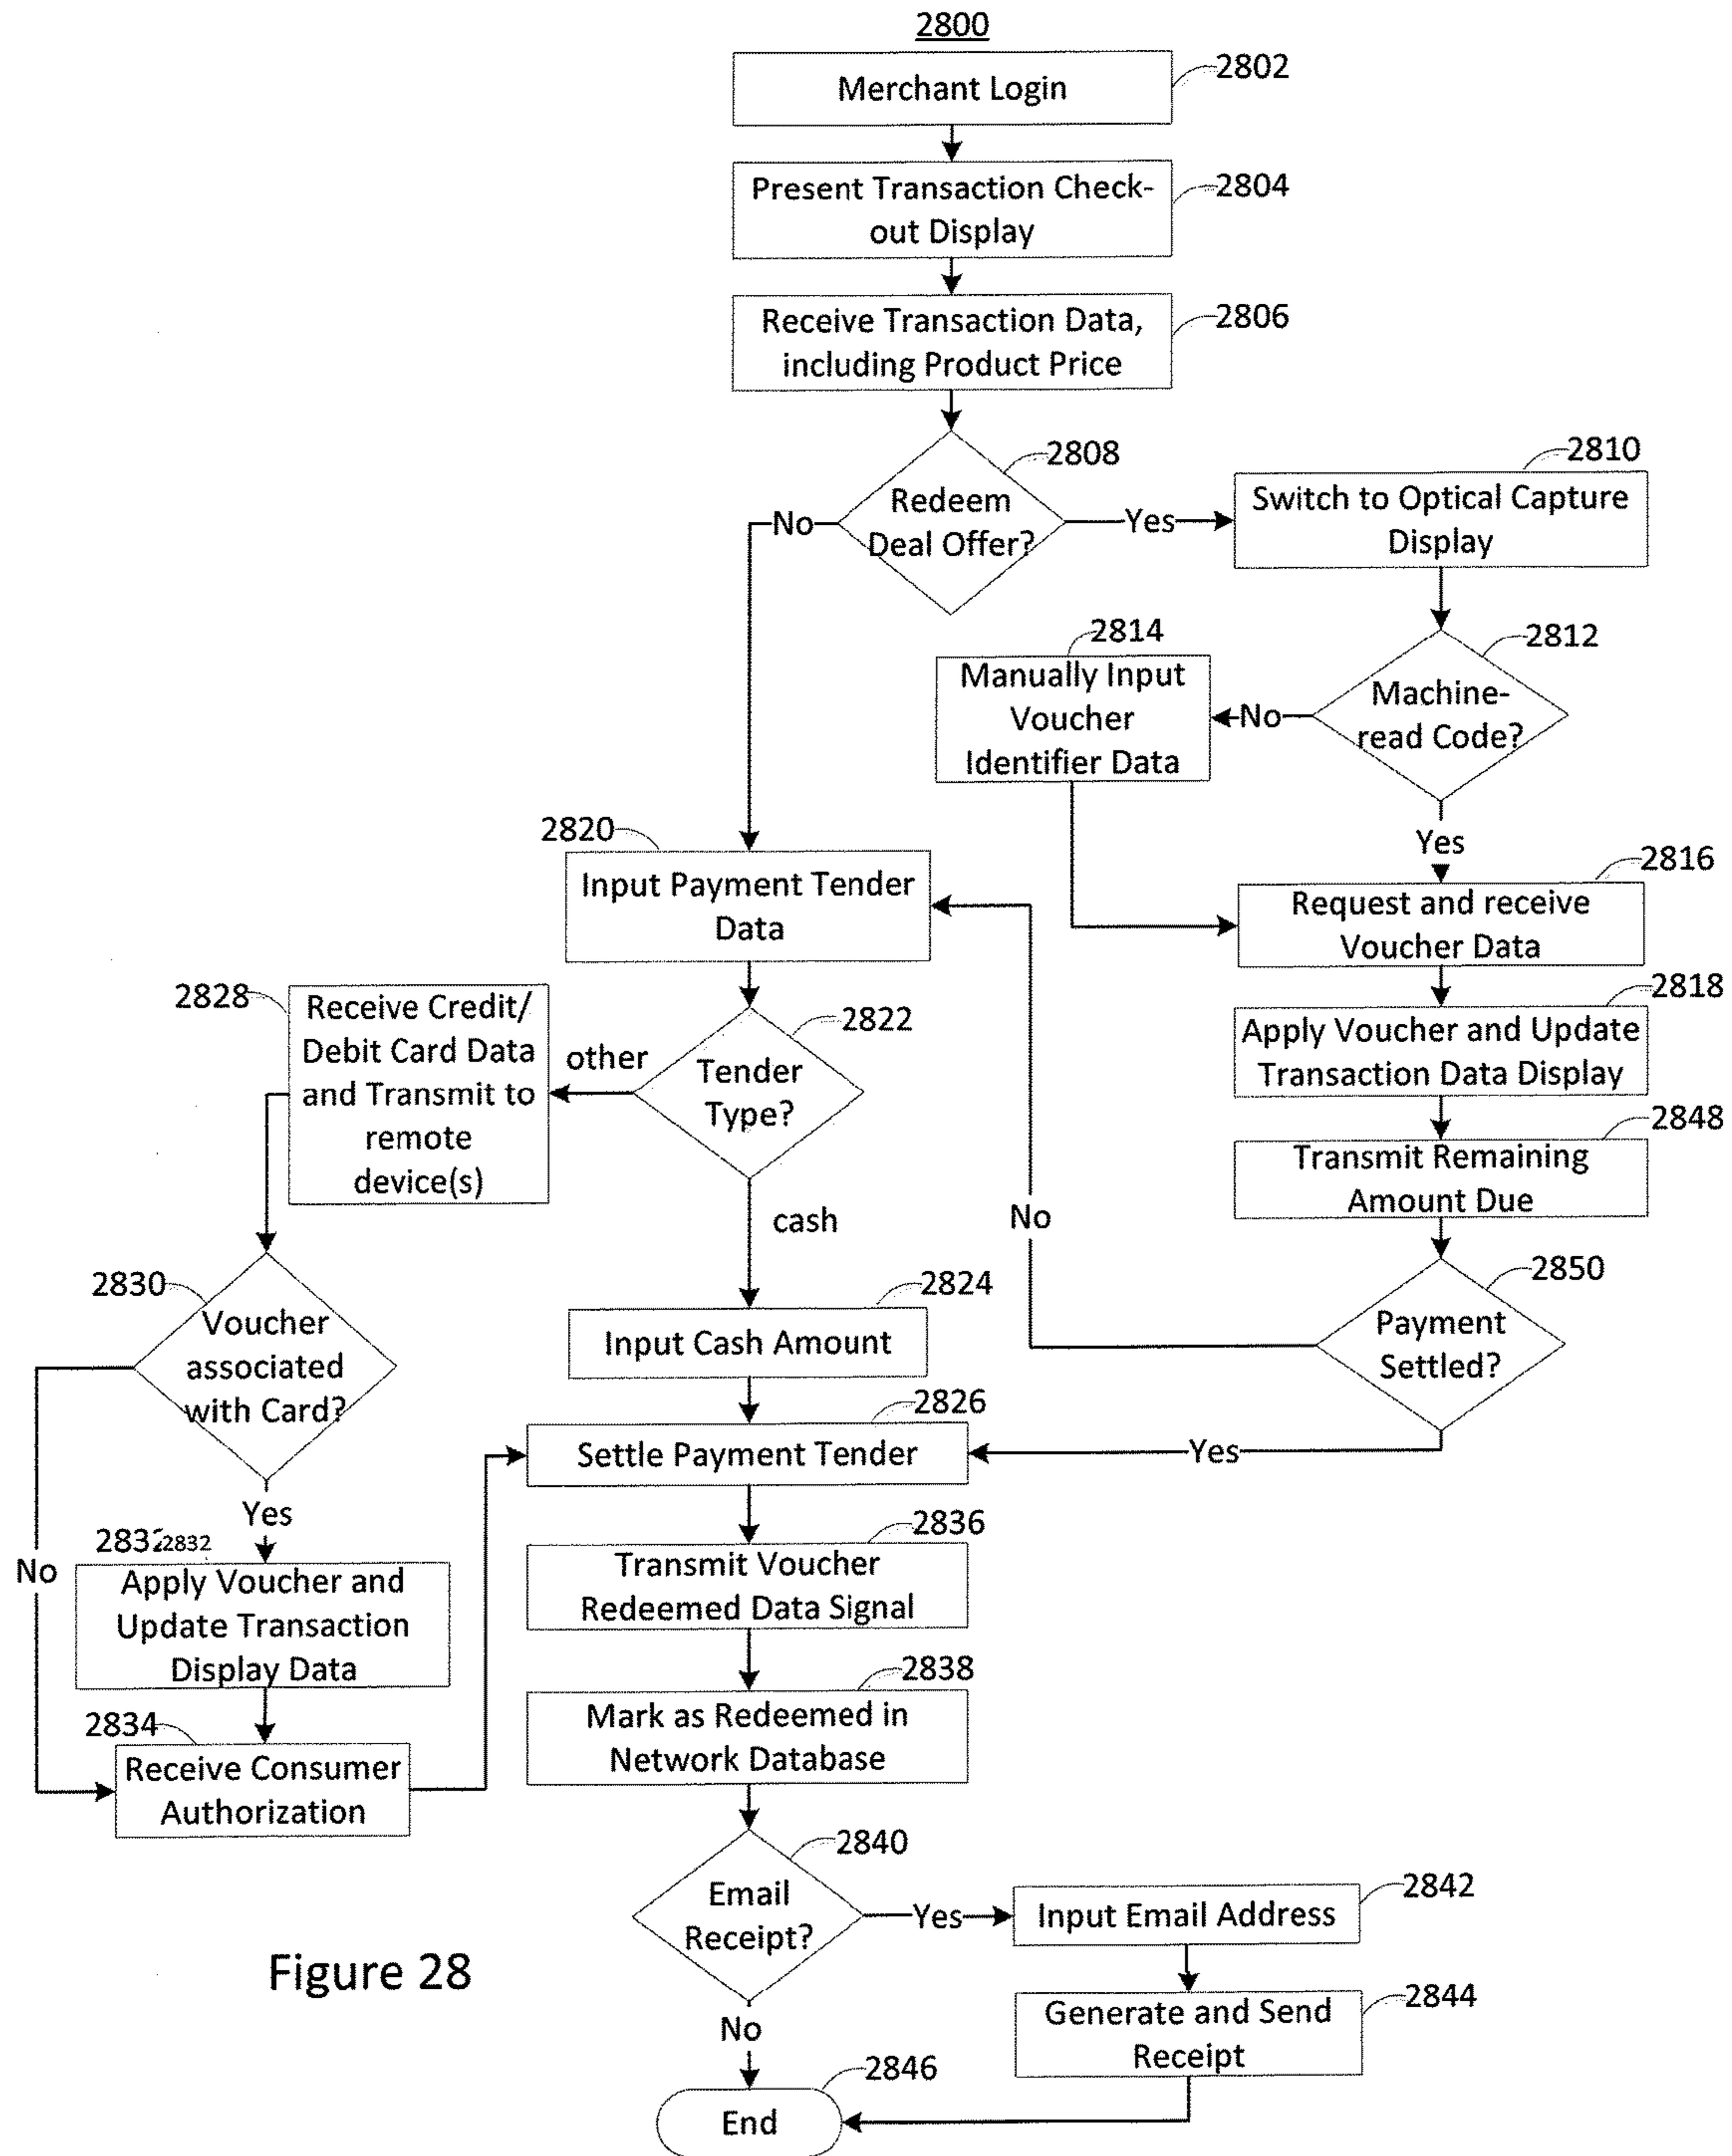 2800
Merchant Login
2802
Present Transaction Check-
out Display
2804
Receive Transaction Data,
including Product Price
2806
Redeem
Deal Offer?
2808
No
Yes
Switch to Optical Capture
Display
2810
Machine-
read Code?
2812
No
Manually Input
Voucher
Identifier Data
2814
Yes
Request and receive
Voucher Data
2816
Apply Voucher and Update
Transaction Data Display
2818
Transmit Remaining
Amount Due
2848
Payment
Settled?
2850
No
Yes
2820
Input Payment Tender
Data
Tender
Type?
2822
other
cash
2828
Receive Credit/
Debit Card Data
and Transmit to
remote
device(s)
2830
Voucher
associated
with Card?
No
Yes
2832
2832
Apply Voucher and
Update Transaction
Display Data
2834
Receive Consumer
Authorization
2824
Input Cash Amount
2826
Settle Payment Tender
2836
Transmit Voucher
Redeemed Data Signal
2838
Mark as Redeemed in
Network Database
2840
Email
Receipt?
Yes
No
2842
Input Email Address
2844
Generate and Send
Receipt
2846
End
Figure 28